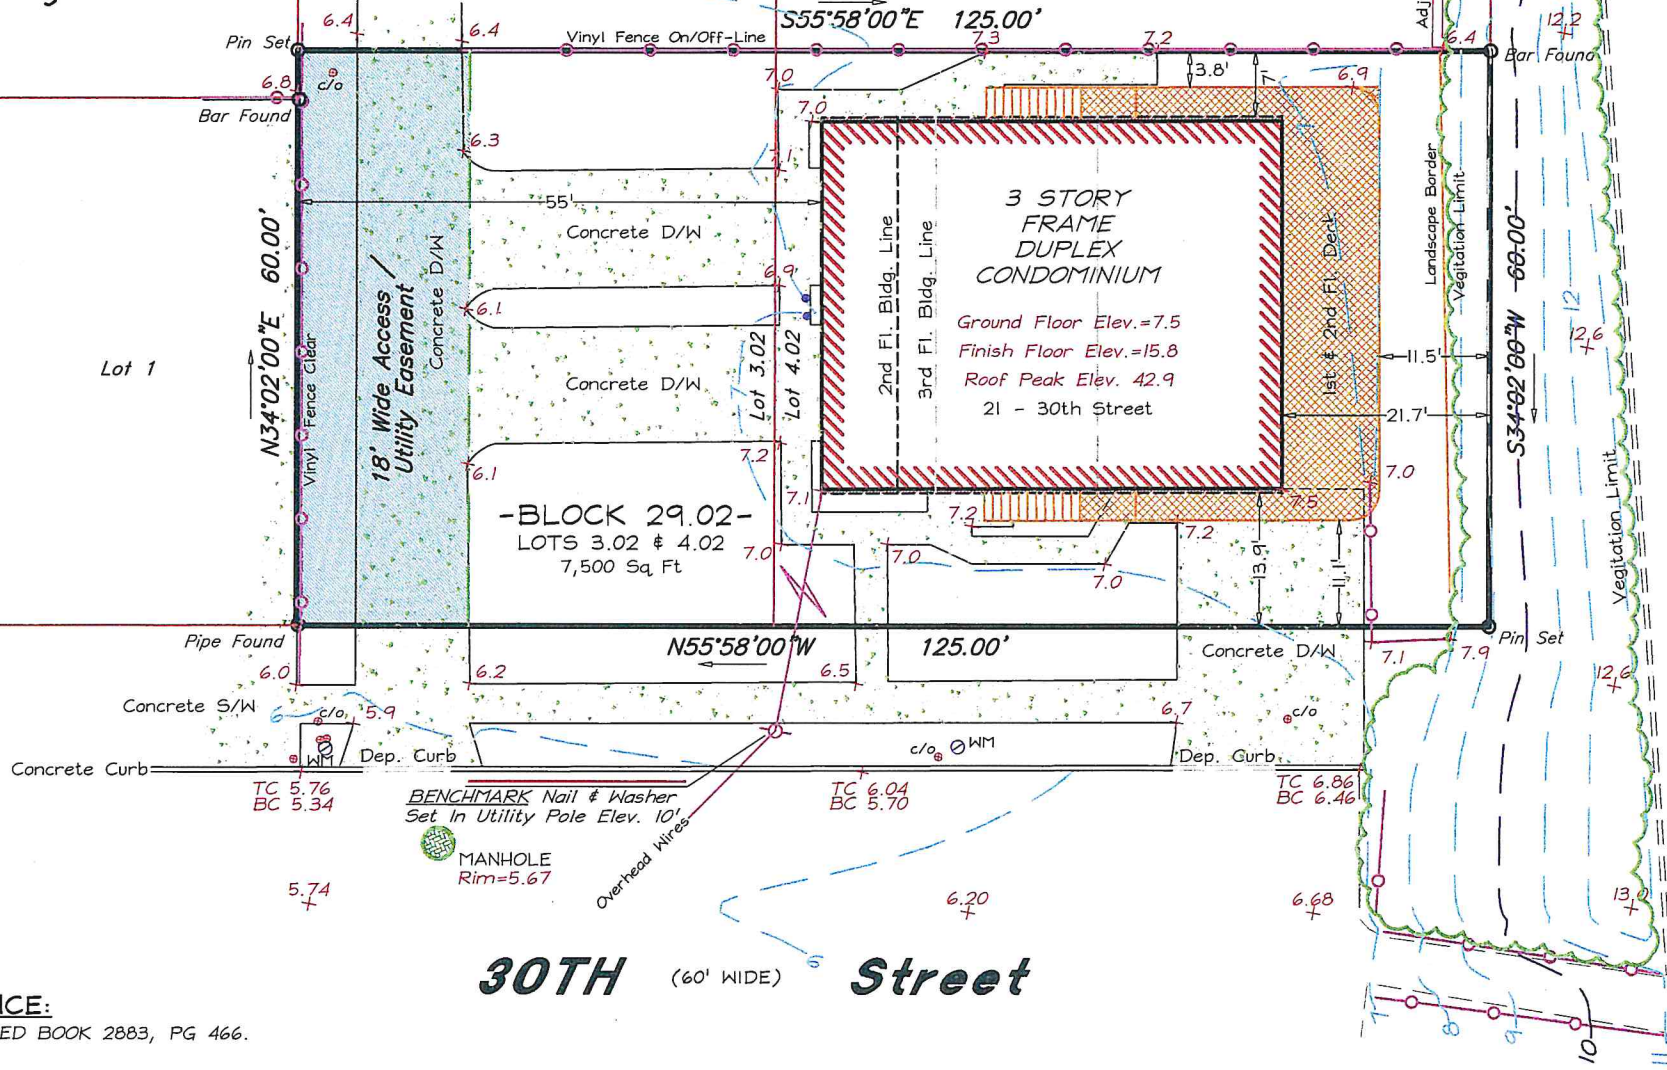 S55°58'00"E 125.00'
6.4
6.4
12.2
Pin Set
Vinyl Fence On/Off-Line
7.3
7.2
6.4
Bar Found
Adj
6.8
c/o
7.0
3.8'
7'
6.9
Bar Found
7.0
6.3
55'
Concrete D/W
3 STORY
FRAME
DUPLEX
CONDOMINIUM
Ground Floor Elev.=7.5
Finish Floor Elev.=15.8
Roof Peak Elev. 42.9
21 - 30th Street
2nd Fl. Bldg. Line
3rd Fl. Bldg. Line
1st & 2nd Fl. Deck
Landscape Border
Vegitation Limit
S34°02'00"W 60.00'
12
12.6
N34°02'00"E 60.00'
Vinyl Fence Clear
18' Wide Access /
Utility Easement
Concrete D/W
6.9
6.1
Lot 1
Lot 3.02
Lot 4.02
Concrete D/W
11.5'
21.7'
6.1
7.2
7.1
7.0
7.5
-BLOCK 29.02-
LOTS 3.02 & 4.02
7,500 Sq Ft
7.2
7.2
7.0
7.0
7.0
13.9'
11.1'
Vegitation Limit
Pipe Found
N55°58'00"W 125.00'
Concrete D/W
Pin Set
7.1
7.9
6.0
6.2
6.5
12.6
Concrete S/W
6
c/o
5.9
6.7
c/o
WM
Dep. Curb
c/o
WM
Dep. Curb
Concrete Curb
TC 5.76
BC 5.34
TC 6.04
BC 5.70
TC 6.86
BC 6.46
BENCHMARK Nail & Washer
Set In Utility Pole Elev. 10'
Overhead Wires
MANHOLE
Rim=5.67
5.74
6.20
6.68
6
30TH (60' WIDE) Street
7
8
9
10
11
ICE:
ED BOOK 2883, PG 466.